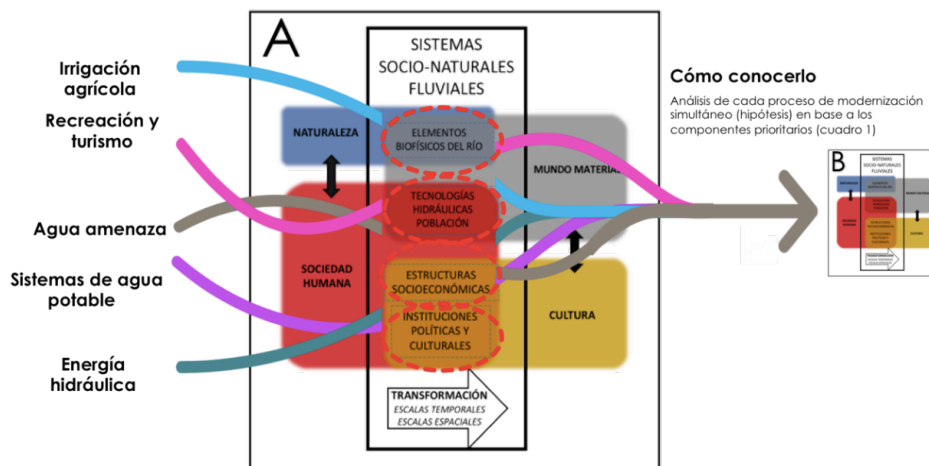 A
SISTEMAS
SOCIO-NATURALES
FLUVIALES
Irrigación
agrícola
Recreación y
turismo
Agua amenaza
Sistemas de agua
potable
Energía
hidráulica
NATURALEZA
ELEMENTOS
BIOFÍSICOS DEL RÍO
MUNDO MATERIAL
TECNOLOGÍAS
HIDRÁULICAS
POBLACIÓN
SOCIEDAD
HUMANA
ESTRUCTURAS
SOCIOECONÓMICAS
INSTITUCIONES
POLÍTICAS Y
CULTURALES
CULTURA
TRANSFORMACIÓN
ESCALAS TEMPORALES
ESCALAS ESPACIALES
Cómo conocerlo
Análisis de cada proceso de modernización
simultáneo (hipótesis) en base a los
componentes prioritarios (cuadro 1)
B
SISTEMAS
SOCIO-NATURALES
FLUVIALES
CULTURA
TRANSFORMACIÓN